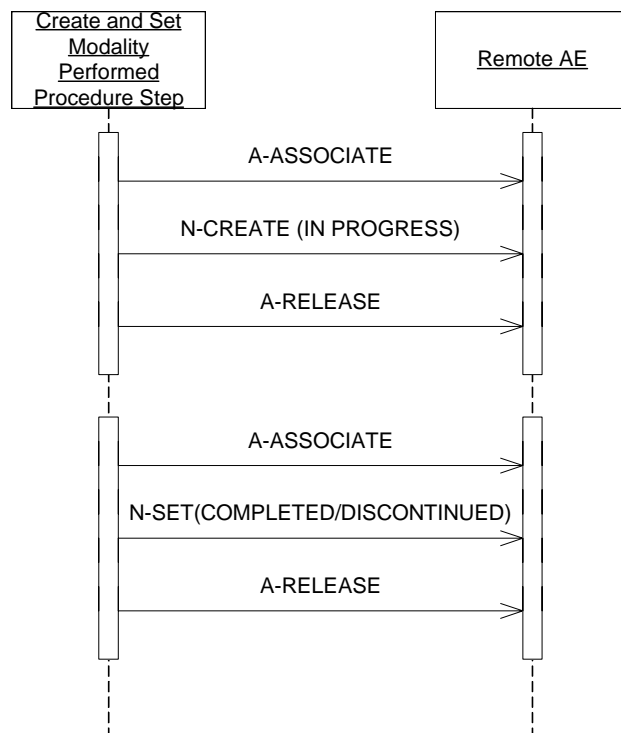 Create and Set
Modality
Performed
Procedure Step
Remote AE
A-ASSOCIATE
N-CREATE (IN PROGRESS)
A-RELEASE
A-ASSOCIATE
N-SET(COMPLETED/DISCONTINUED)
A-RELEASE